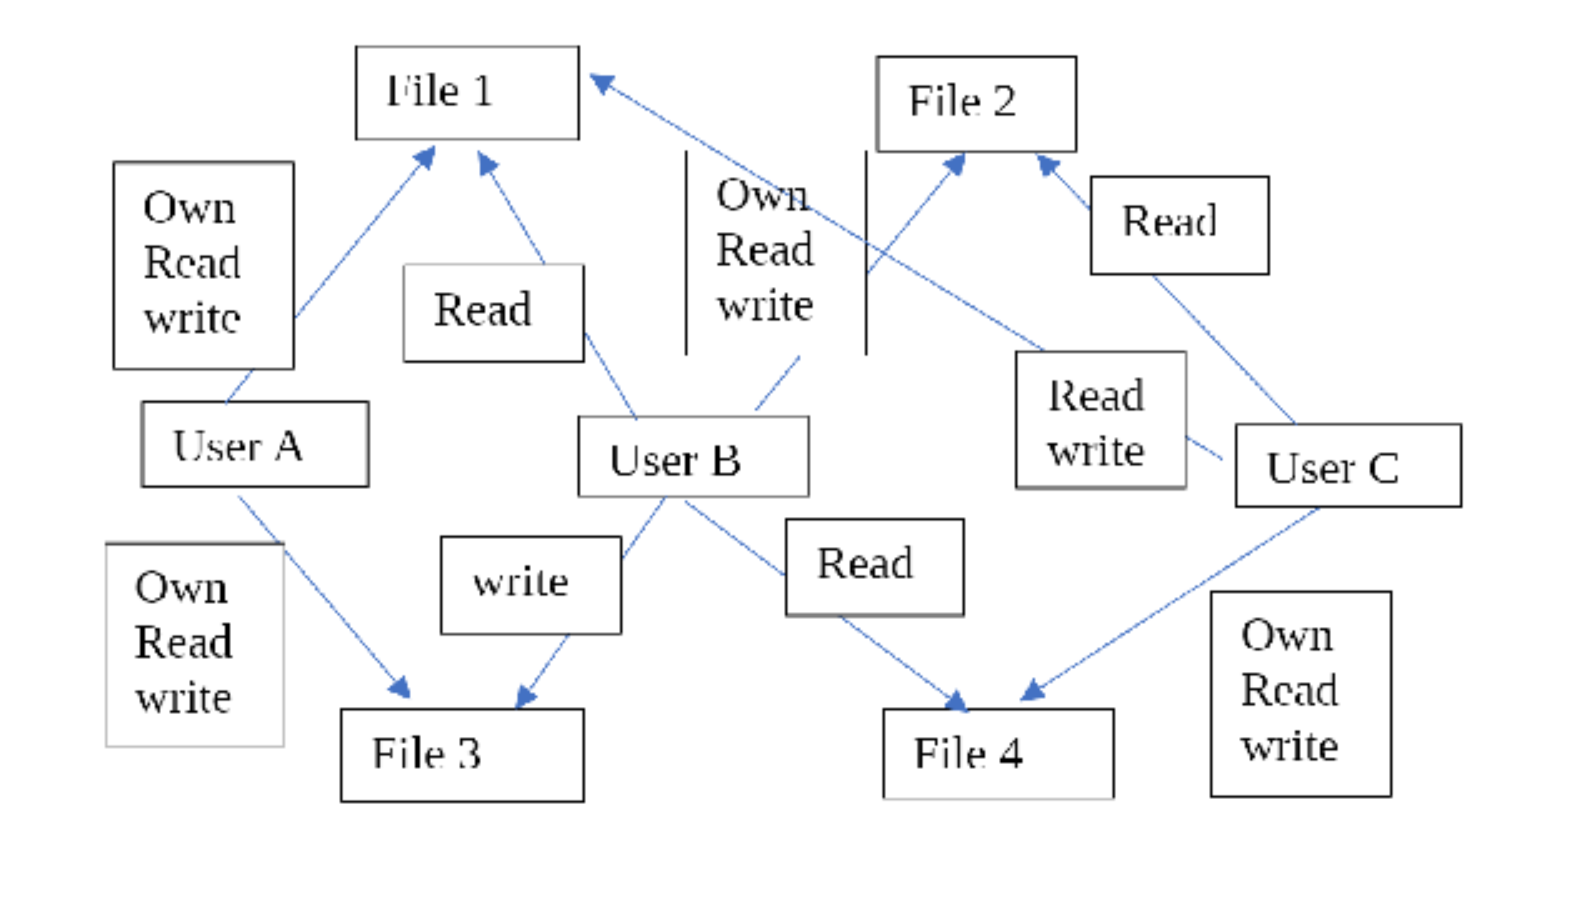 File 1
File 2
Own
Read
write
Own
Read
write
Read
Read
Read
write
User A
User B
User C
Own
Read
write
write
Read
Own
Read
write
File 3
File 4